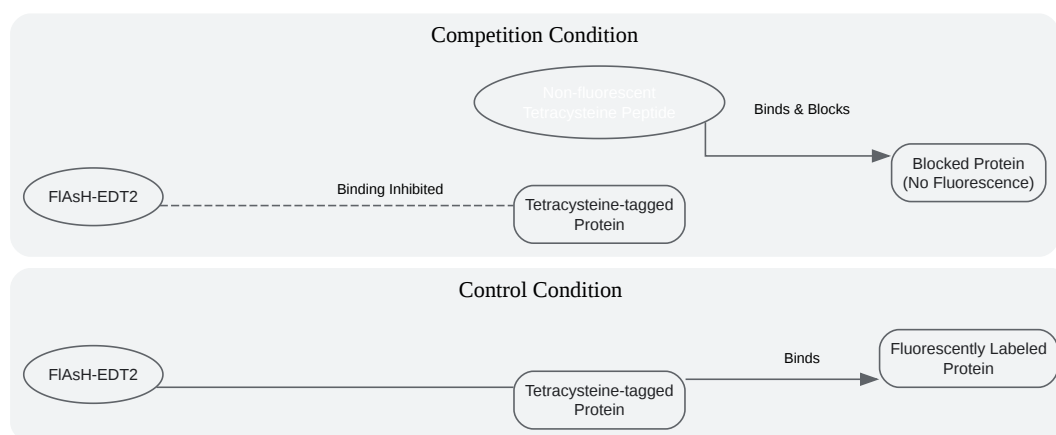 Competition Condition
Non-fluorescent
Tetracysteine Peptide
Binds & Blocks
Blocked Protein
(No Fluorescence)
FlAsH-EDT2
Binding Inhibited
Tetracysteine-tagged
Protein
Control Condition
FlAsH-EDT2
Tetracysteine-tagged
Protein
Binds
Fluorescently Labeled
Protein